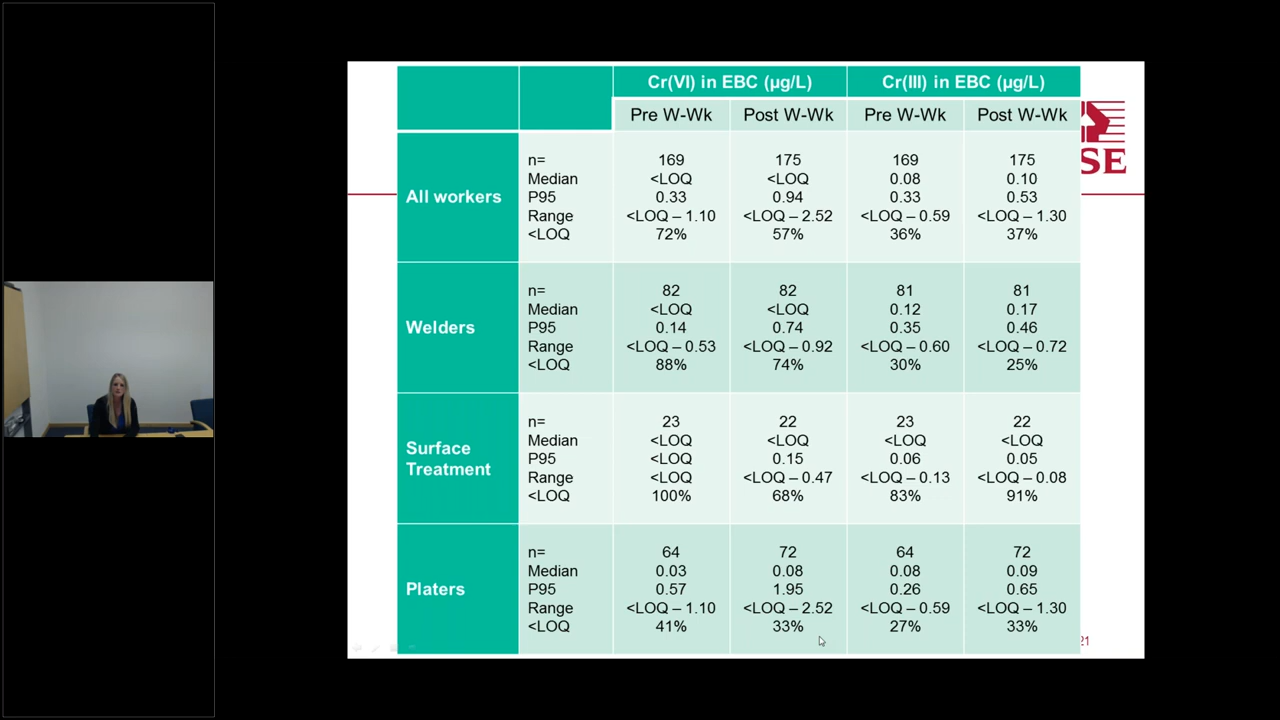 Cr(VI) in EBC (µg/L) Cr(III) in EBC (µg/L)
Pre W-Wk Post W-Wk Pre W-Wk Post W-Wk
SE
All workers
n= 169 175 169 175
Median <LOQ <LOQ 0.08 0.10
P95 0.33 0.94 0.33 0.53
Range <LOQ – 1.10 <LOQ – 2.52 <LOQ – 0.59 <LOQ – 1.30
<LOQ 72% 57% 36% 37%
Welders
n= 82 82 81 81
Median <LOQ <LOQ 0.12 0.17
P95 0.14 0.74 0.35 0.46
Range <LOQ – 0.53 <LOQ – 0.92 <LOQ – 0.60 <LOQ – 0.72
<LOQ 88% 74% 30% 25%
Surface
Treatment
n= 23 22 23 22
Median <LOQ <LOQ <LOQ <LOQ
P95 <LOQ 0.15 0.06 0.05
Range <LOQ <LOQ – 0.47 <LOQ – 0.13 <LOQ – 0.08
<LOQ 100% 68% 83% 91%
Platers
n= 64 72 64 72
Median 0.03 0.08 0.08 0.09
P95 0.57 1.95 0.26 0.65
Range <LOQ – 1.10 <LOQ – 2.52 <LOQ – 0.59 <LOQ – 1.30
<LOQ 41% 33% 27% 33%
21